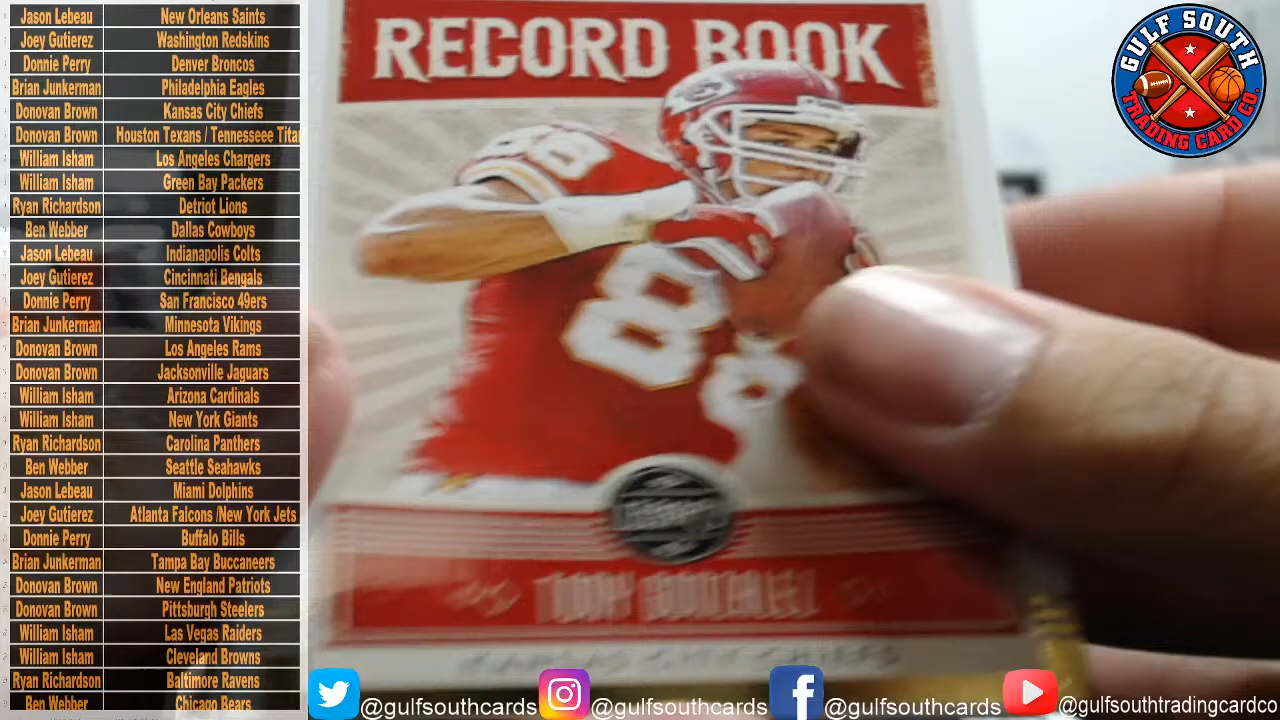 Jason Lebeau New Orleans Saints
Joey Gutierez Washington Redskins
Donnie Perry Denver Broncos
Brian Junkerman Philadelphia Eagles
Donovan Brown Kansas City Chiefs
Donovan Brown Houston Texans / Tennesseee Titan
William Isham Los Angeles Chargers
William Isham Green Bay Packers
Ryan Richardson Detriot Lions
Ben Webber Dallas Cowboys
Jason Lebeau Indianapolis Colts
Joey Gutierez Cincinnati Bengals
Donnie Perry San Francisco 49ers
Brian Junkerman Minnesota Vikings
Donovan Brown Los Angeles Rams
Donovan Brown Jacksonville Jaguars
William Isham Arizona Cardinals
William Isham New York Giants
Ryan Richardson Carolina Panthers
Ben Webber Seattle Seahawks
Jason Lebeau Miami Dolphins
Joey Gutierez Atlanta Falcons /New York Jets
Donnie Perry Buffalo Bills
Brian Junkerman Tampa Bay Buccaneers
Donovan Brown New England Patriots
Donovan Brown Pittsburgh Steelers
William Isham Las Vegas Raiders
William Isham Cleveland Browns
Ryan Richardson Baltimore Ravens
Ben Webber Chicago Bears
RECORD BOOK
88
88
TONY GONZALEZ
GULF SOUTH
TRADING CARD CO.
@gulfsouthcards @gulfsouthcards @gulfsouthcards @gulfsouthtradingcardco